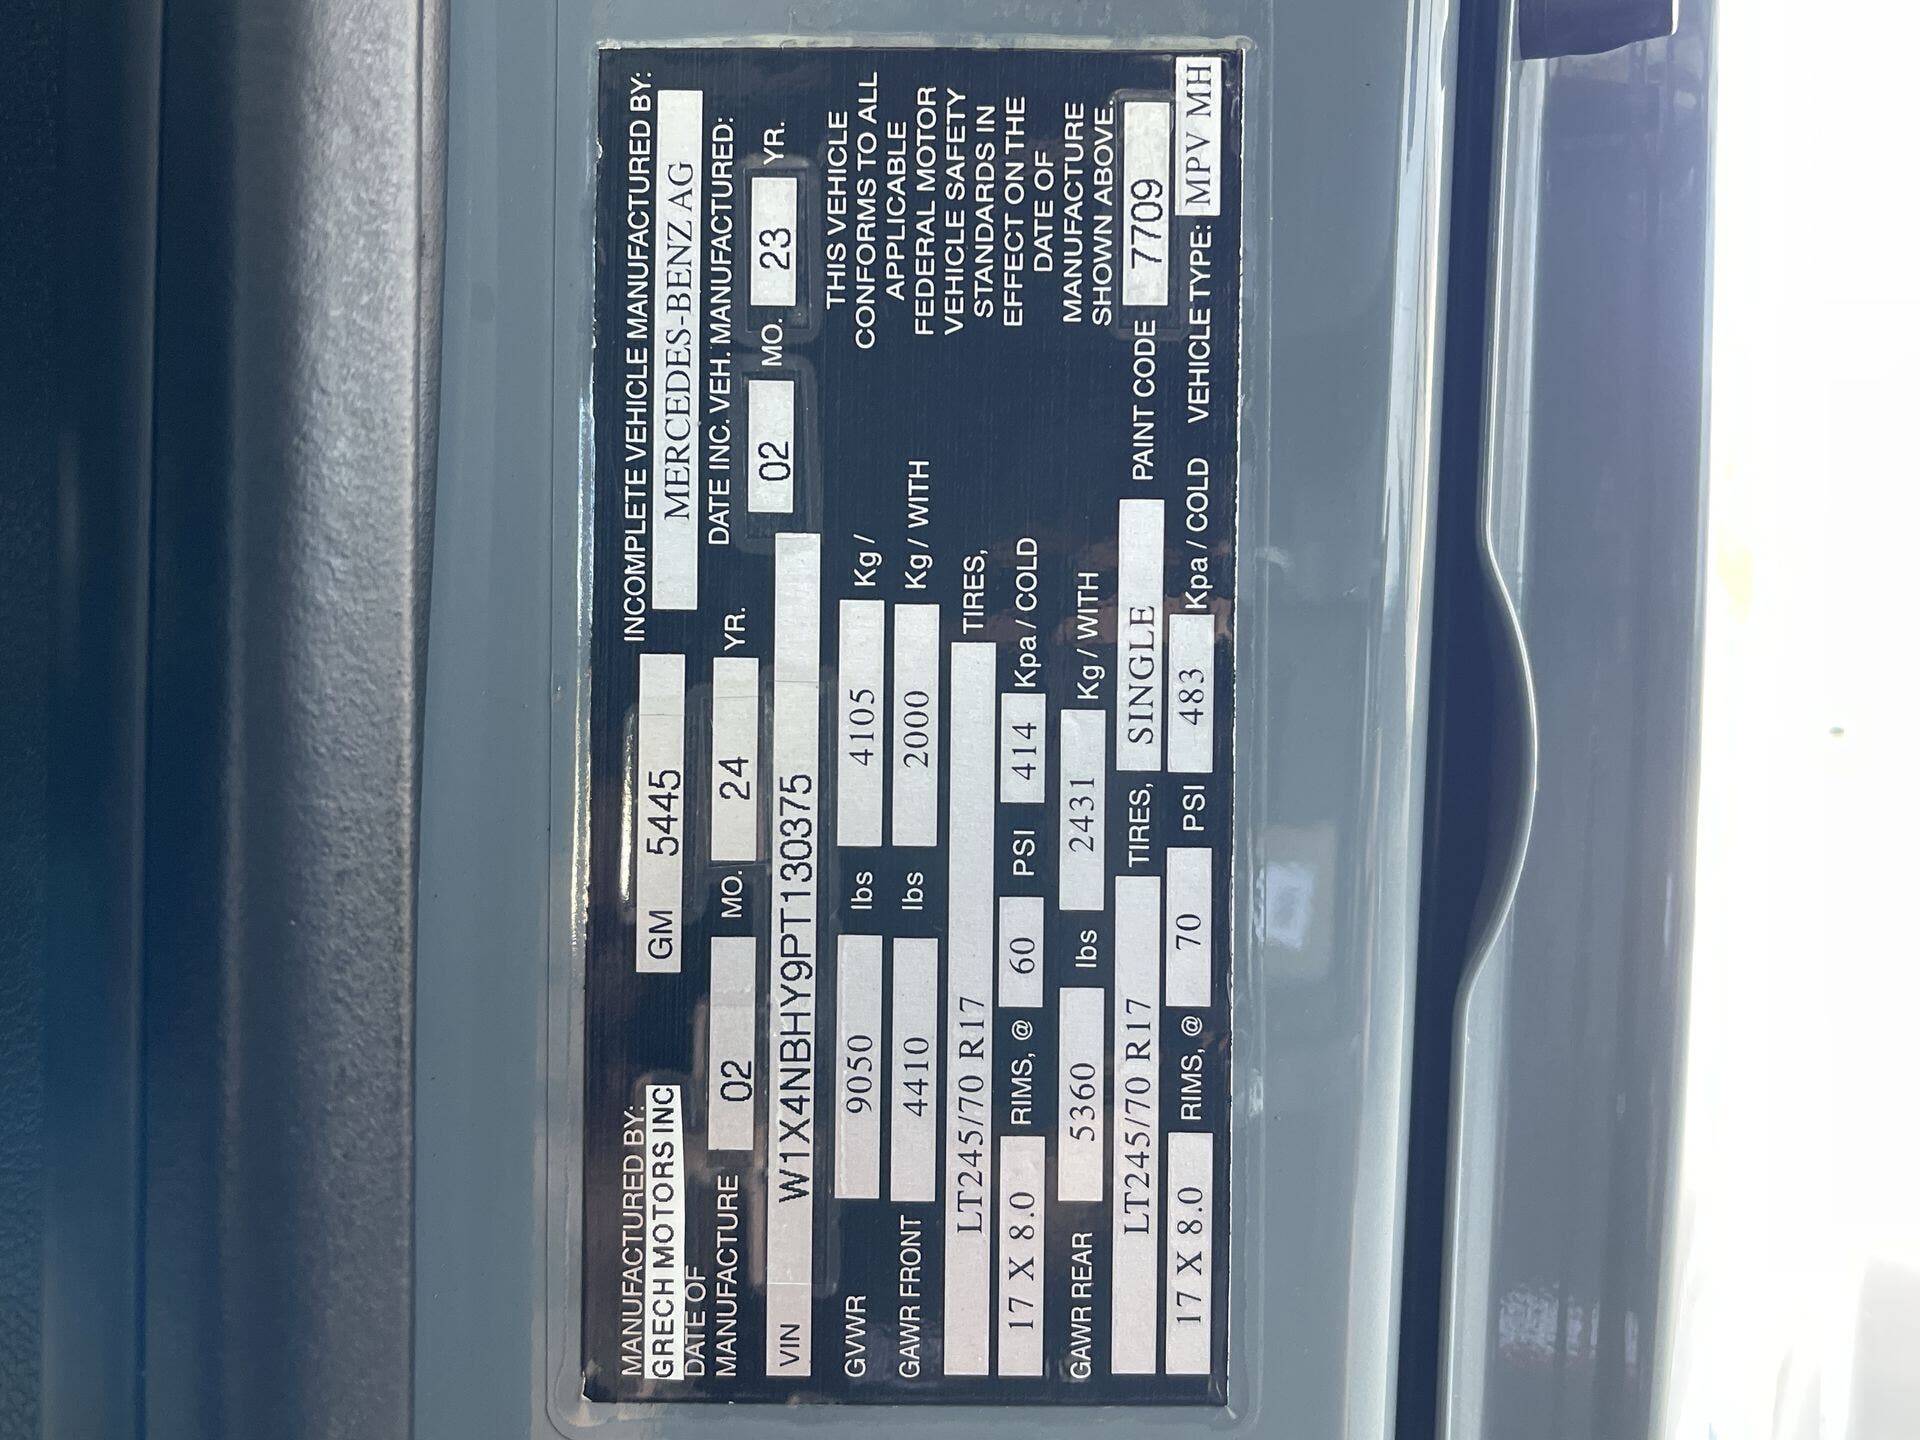 MANUFACTURED BY: INCOMPLETE VEHICLE MANUFACTURED BY:
GRECH MOTORS INC GM 5445 MERCEDES-BENZ AG
DATE OF DATE INC. VEH. MANUFACTURED:
MANUFACTURE 02 MO. 24 YR. 02 MO. 23 YR.
VIN W1X4NBHY9PT130375
GVWR 9050 lbs 4105 Kg /
GAWR FRONT 4410 lbs 2000 Kg / WITH
LT245/70 R17 TIRES,
17 X 8.0 RIMS, @ 60 PSI 414 Kpa / COLD
GAWR REAR 5360 lbs 2431 Kg / WITH
LT245/70 R17 TIRES, SINGLE PAINT CODE 7709
17 X 8.0 RIMS, @ 70 PSI 483 Kpa / COLD VEHICLE TYPE: MPV MH
THIS VEHICLE
CONFORMS TO ALL
APPLICABLE
FEDERAL MOTOR
VEHICLE SAFETY
STANDARDS IN
EFFECT ON THE
DATE OF
MANUFACTURE
SHOWN ABOVE.